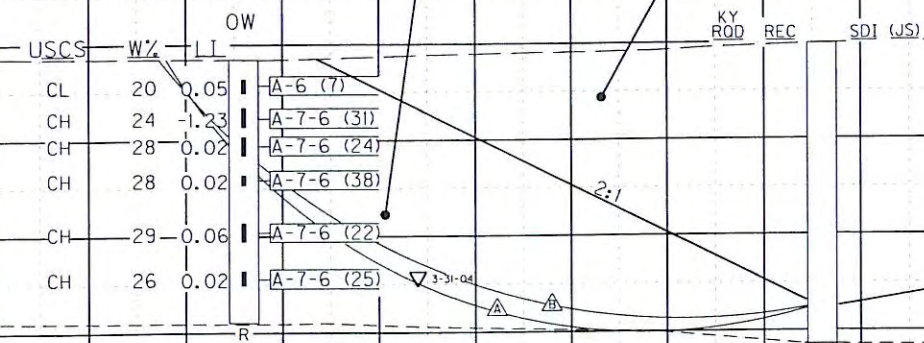 OW
KY
RQD REC SDI (JS)
USCS W% LI
CL 20 0.05 A-6 (7)
CH 24 -1.23 A-7-6 (31)
CH 28 0.02 A-7-6 (24)
CH 28 0.02 A-7-6 (38)
2:1
CH 29 0.06 A-7-6 (22)
CH 26 0.02 A-7-6 (25) 3-31-04
A B
R